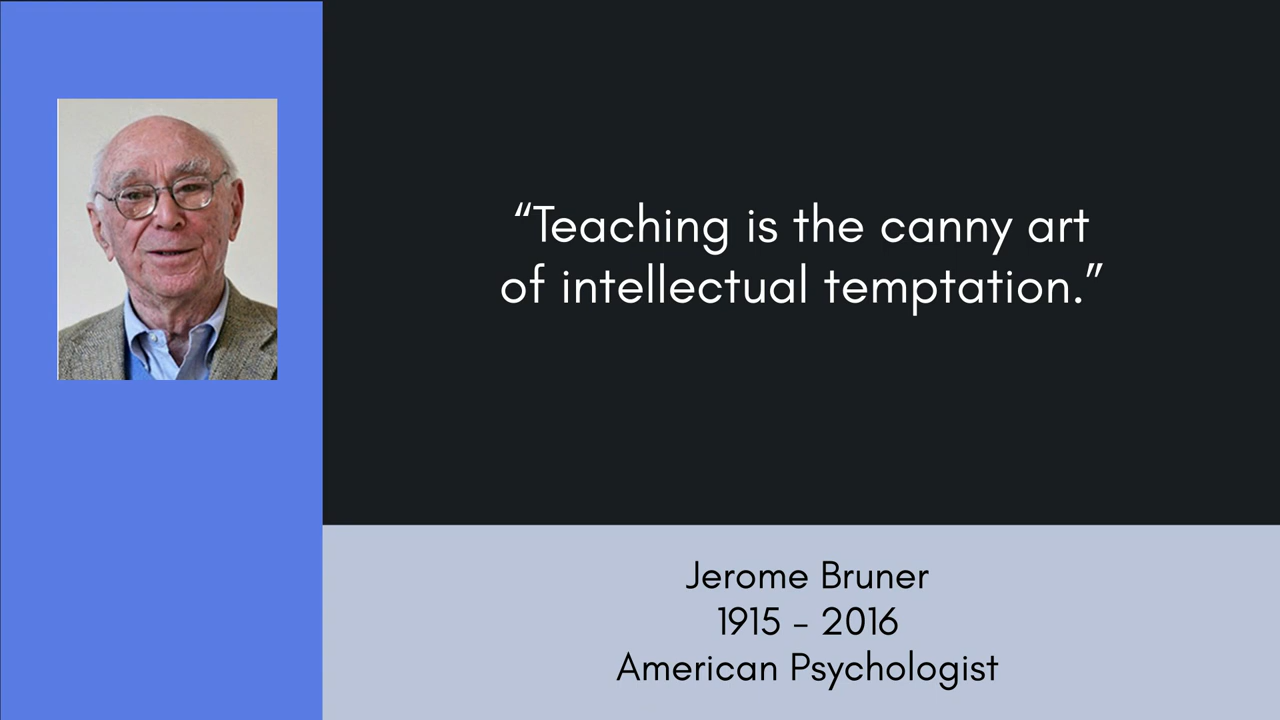 “Teaching is the canny art
of intellectual temptation.”
Jerome Bruner
1915 – 2016
American Psychologist